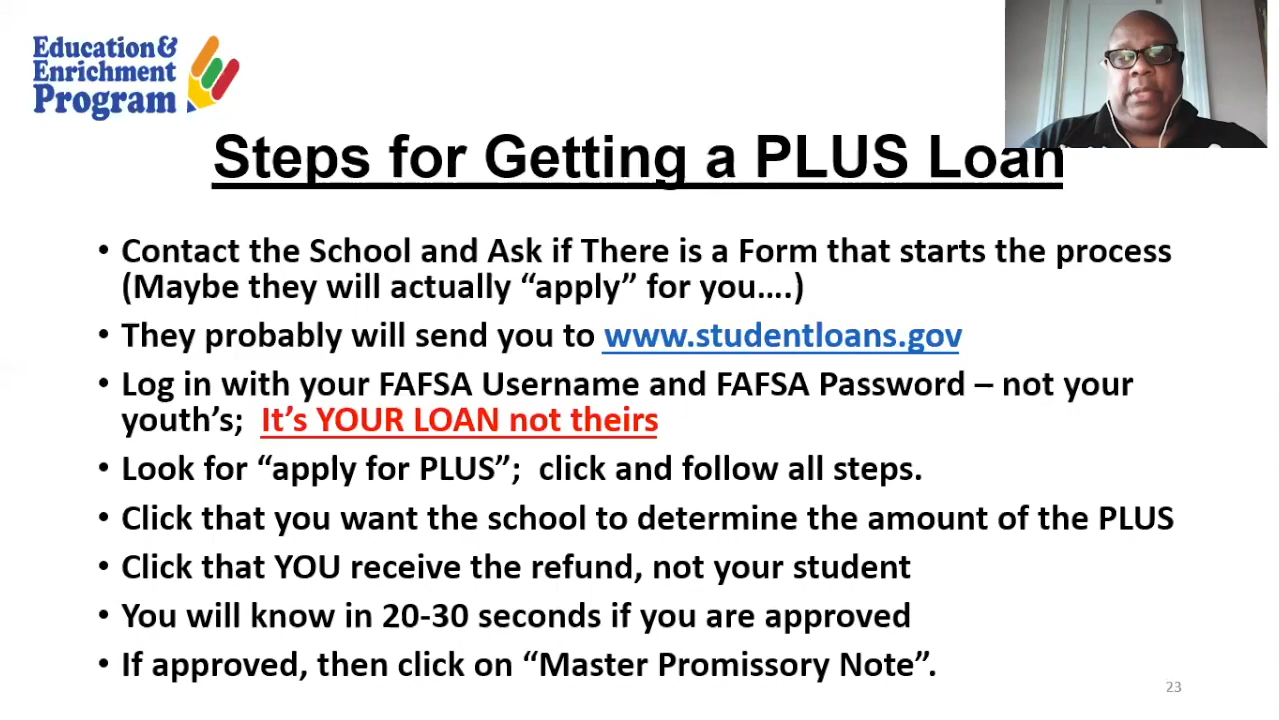 Education&
Enrichment
Program
Steps for Getting a PLUS Loan
• Contact the School and Ask if There is a Form that starts the process
(Maybe they will actually “apply” for you….)
• They probably will send you to www.studentloans.gov
• Log in with your FAFSA Username and FAFSA Password – not your
youth’s;  It’s YOUR LOAN not theirs
• Look for “apply for PLUS”;  click and follow all steps.
• Click that you want the school to determine the amount of the PLUS
• Click that YOU receive the refund, not your student
• You will know in 20-30 seconds if you are approved
• If approved, then click on “Master Promissory Note”.
23